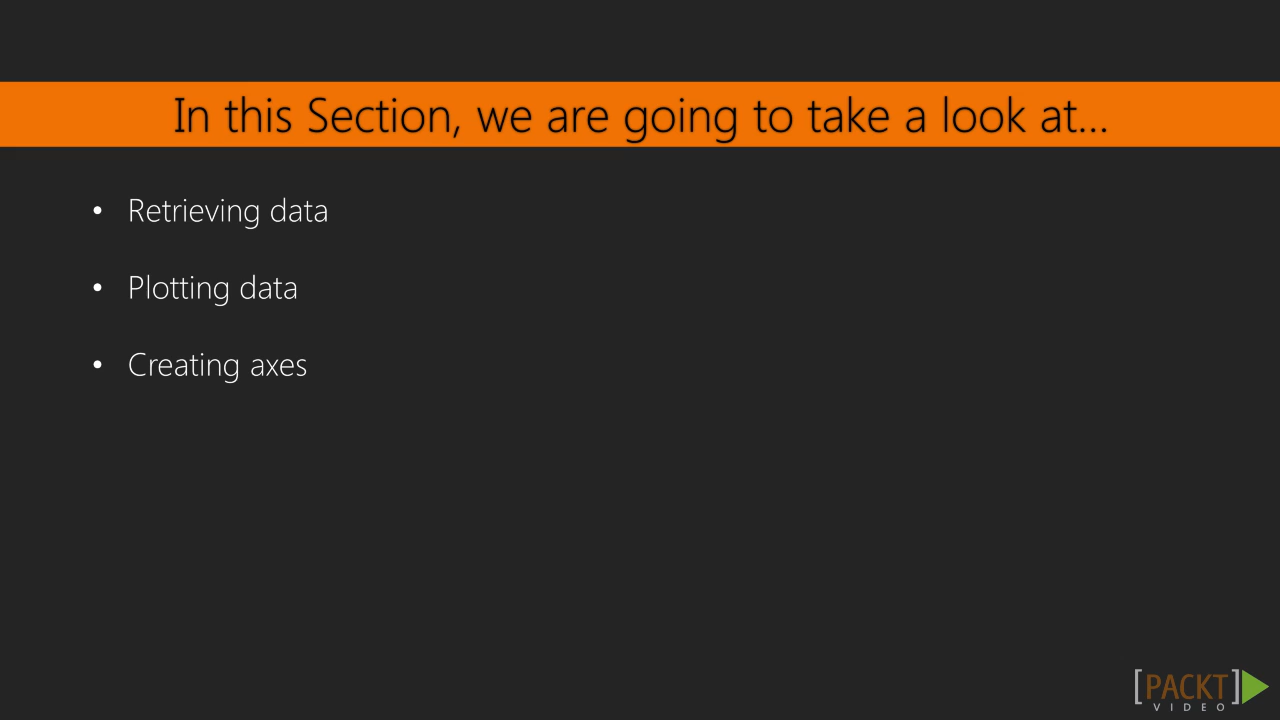 In this Section, we are going to take a look at...
• Retrieving data
• Plotting data
• Creating axes
[PACKT]
VIDEO